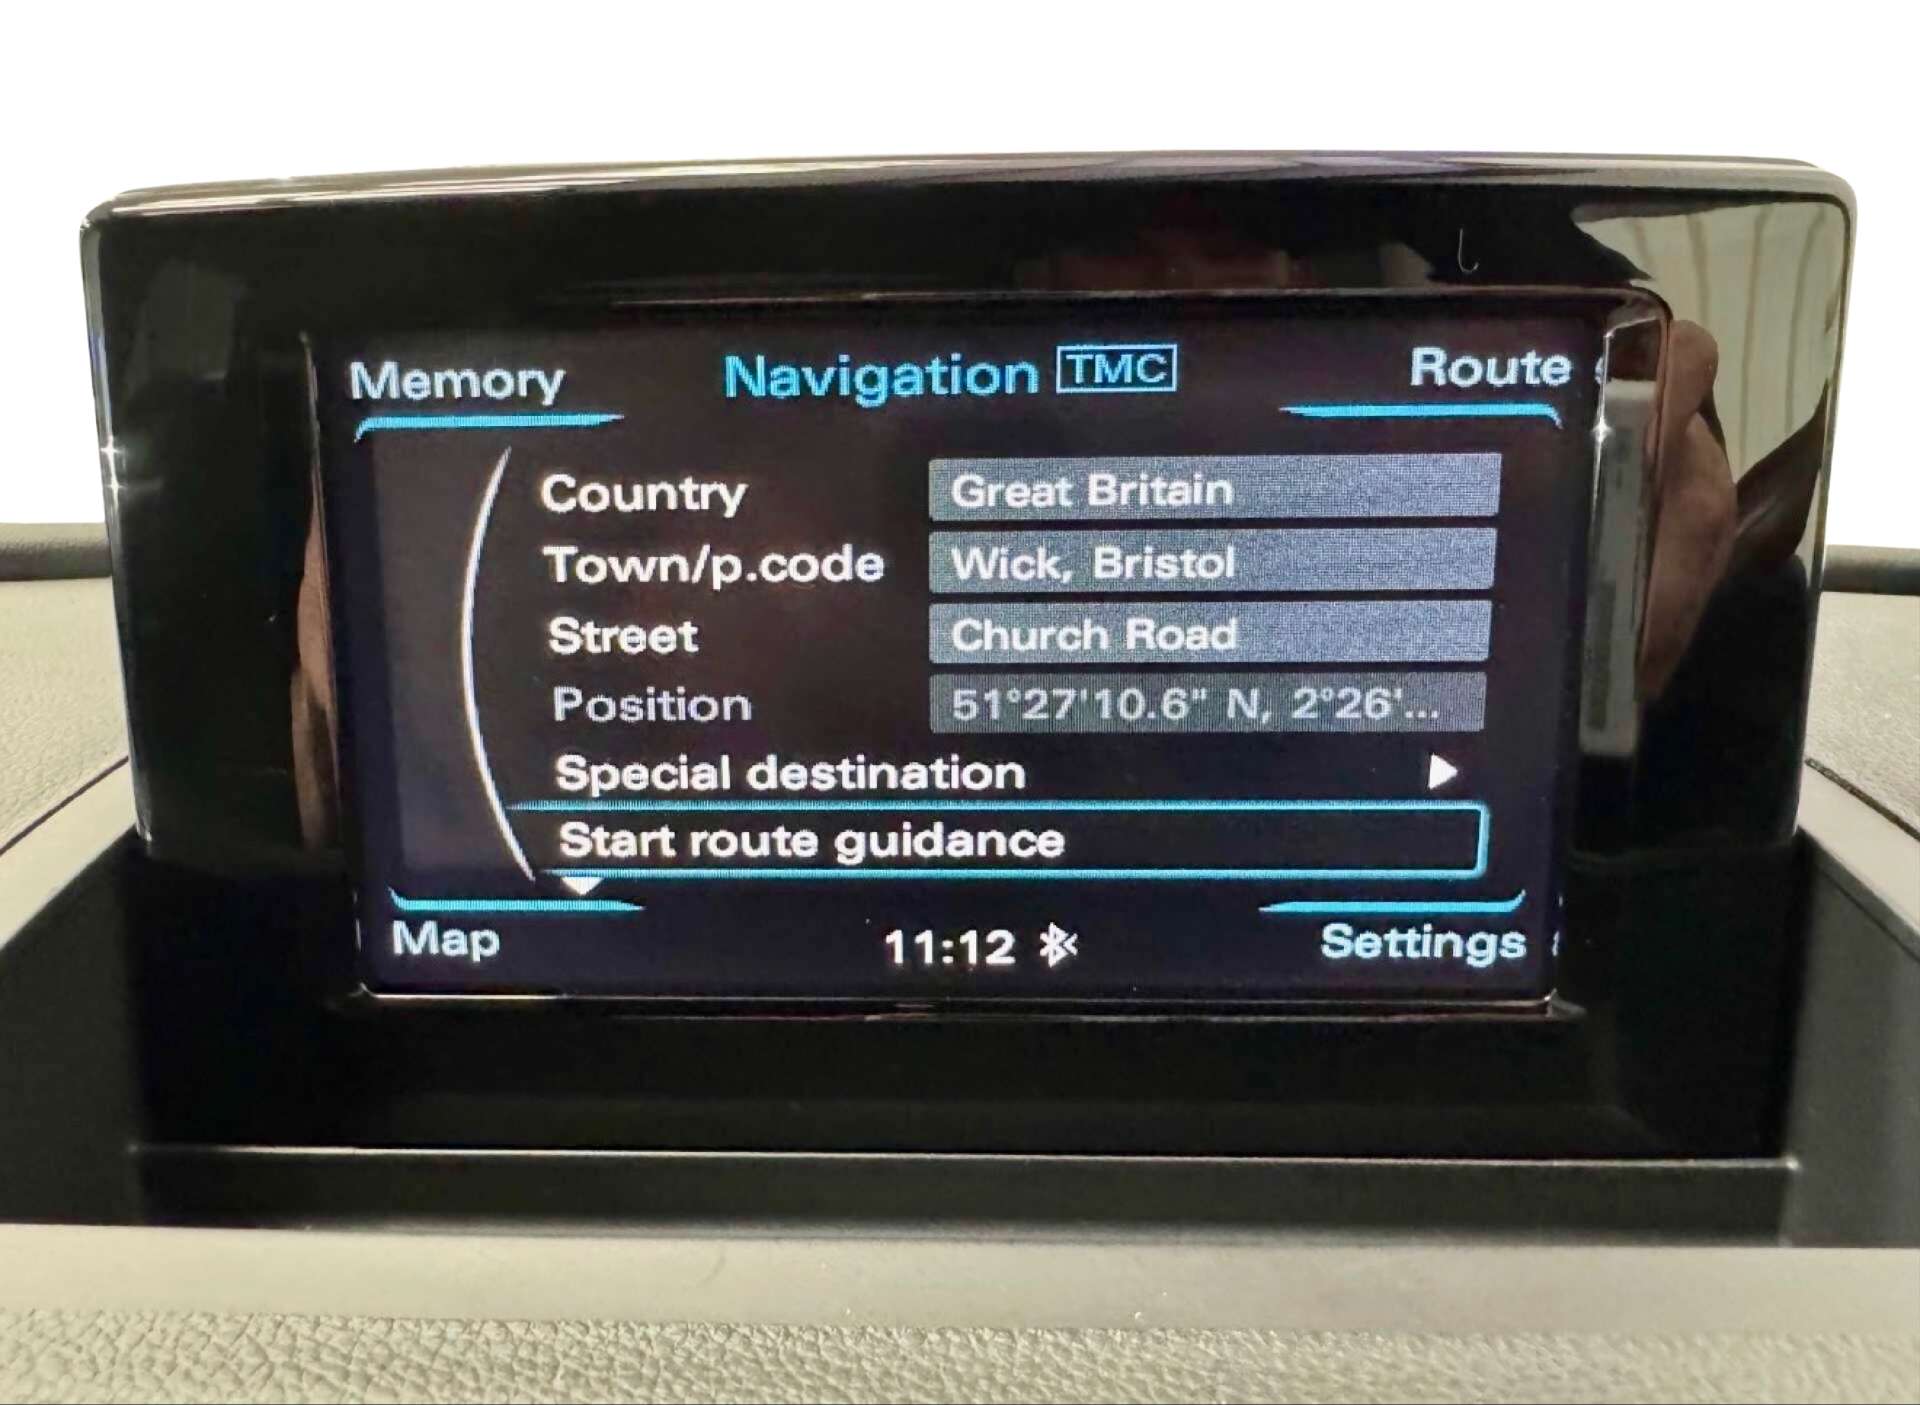 Memory Navigation TMC Route
Country Great Britain
Town/p.code Wick, Bristol
Street Church Road
Position 51°27'10.6" N, 2°26'...
Special destination
Start route guidance
Map 11:12 Settings